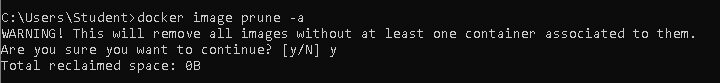 C:\Users\Student>docker image prune -a
WARNING! This will remove all images without at least one container associated to them.
Are you sure you want to continue? [y/N] y
Total reclaimed space: 0B